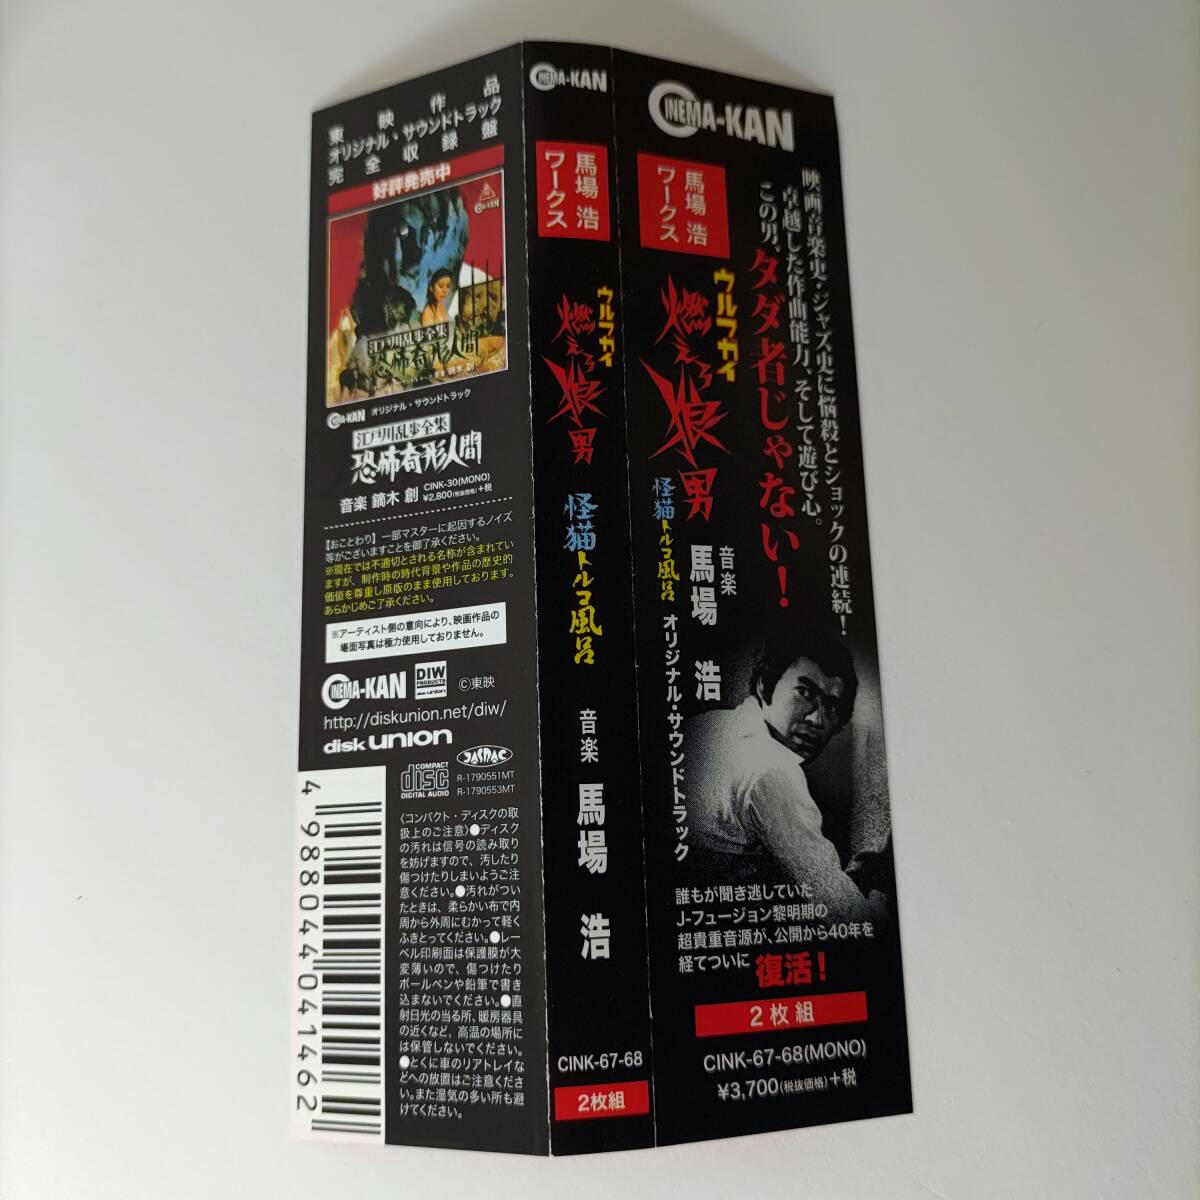 CINEMA-KAN
馬場 浩
ワークス
映画音楽史・ジャズ史に悩殺とショックの連続！
卓越した作曲能力、そして遊び心。
この男、タダ者じゃない！
ウルフガイ
燃えろ狼男
怪猫トルコ風呂
オリジナル・サウンドトラック
音楽
馬場 浩
誰もが聞き逃していた
J-フュージョン黎明期の
超貴重音源が、公開から40年を
経てついに 復活！
2枚組
CINK-67-68(MONO)
¥3,700(税抜価格)+税
CINEMA-KAN
馬場 浩
ワークス
ウルフガイ
燃えろ狼男
怪猫トルコ風呂
音楽 馬場 浩
CINK-67-68
2枚組
東映作品
オリジナル・サウンドトラック
完全収録盤
好評発売中
江戸川乱歩全集
恐怖奇形人間
音楽 鏑木 創
CINEMA-KAN オリジナル・サウンドトラック
江戸川乱歩全集
恐怖奇形人間
音楽 鏑木 創 CINK-30(MONO)
¥2,800(税抜価格)+税
【おことわり】一部マスターに起因するノイズ
等がございますことを御了承ください。
※現在では不適切とされる名称が含まれてい
ますが、制作時の時代背景や作品の歴史的
価値を尊重し原版のまま使用しております。
あらかじめご了承ください。
※アーティスト側の意向により、映画作品の
場面写真は極力使用しておりません。
CINEMA-KAN
DIW
PRODUCTS
disk union
©東映
http://diskunion.net/diw/
disk union
COMPACT
disc
DIGITAL AUDIO
JASRAC
R-1790551MT
R-1790553MT
〈コンパクト・ディスクの取
扱上のご注意〉●ディスク
の汚れは信号の読み取り
を妨げますので、汚したり
傷つけたりしまいようご注
意ください。●汚れがつい
たときは、柔らかい布で内
周から外周にむかって軽く
ふきとってください。●レー
ベル印刷面は保護膜が大
変薄いので、傷つけたり
ボールペンや鉛筆で書き
込まないでください。●直
射日光の当る所、暖房器具
の近くなど、高温の場所に
は保管しないでください。
●とくに車のリアトレイな
どへの放置はご注意くださ
い。また湿気の多い所も避
けてください。
4988044041462